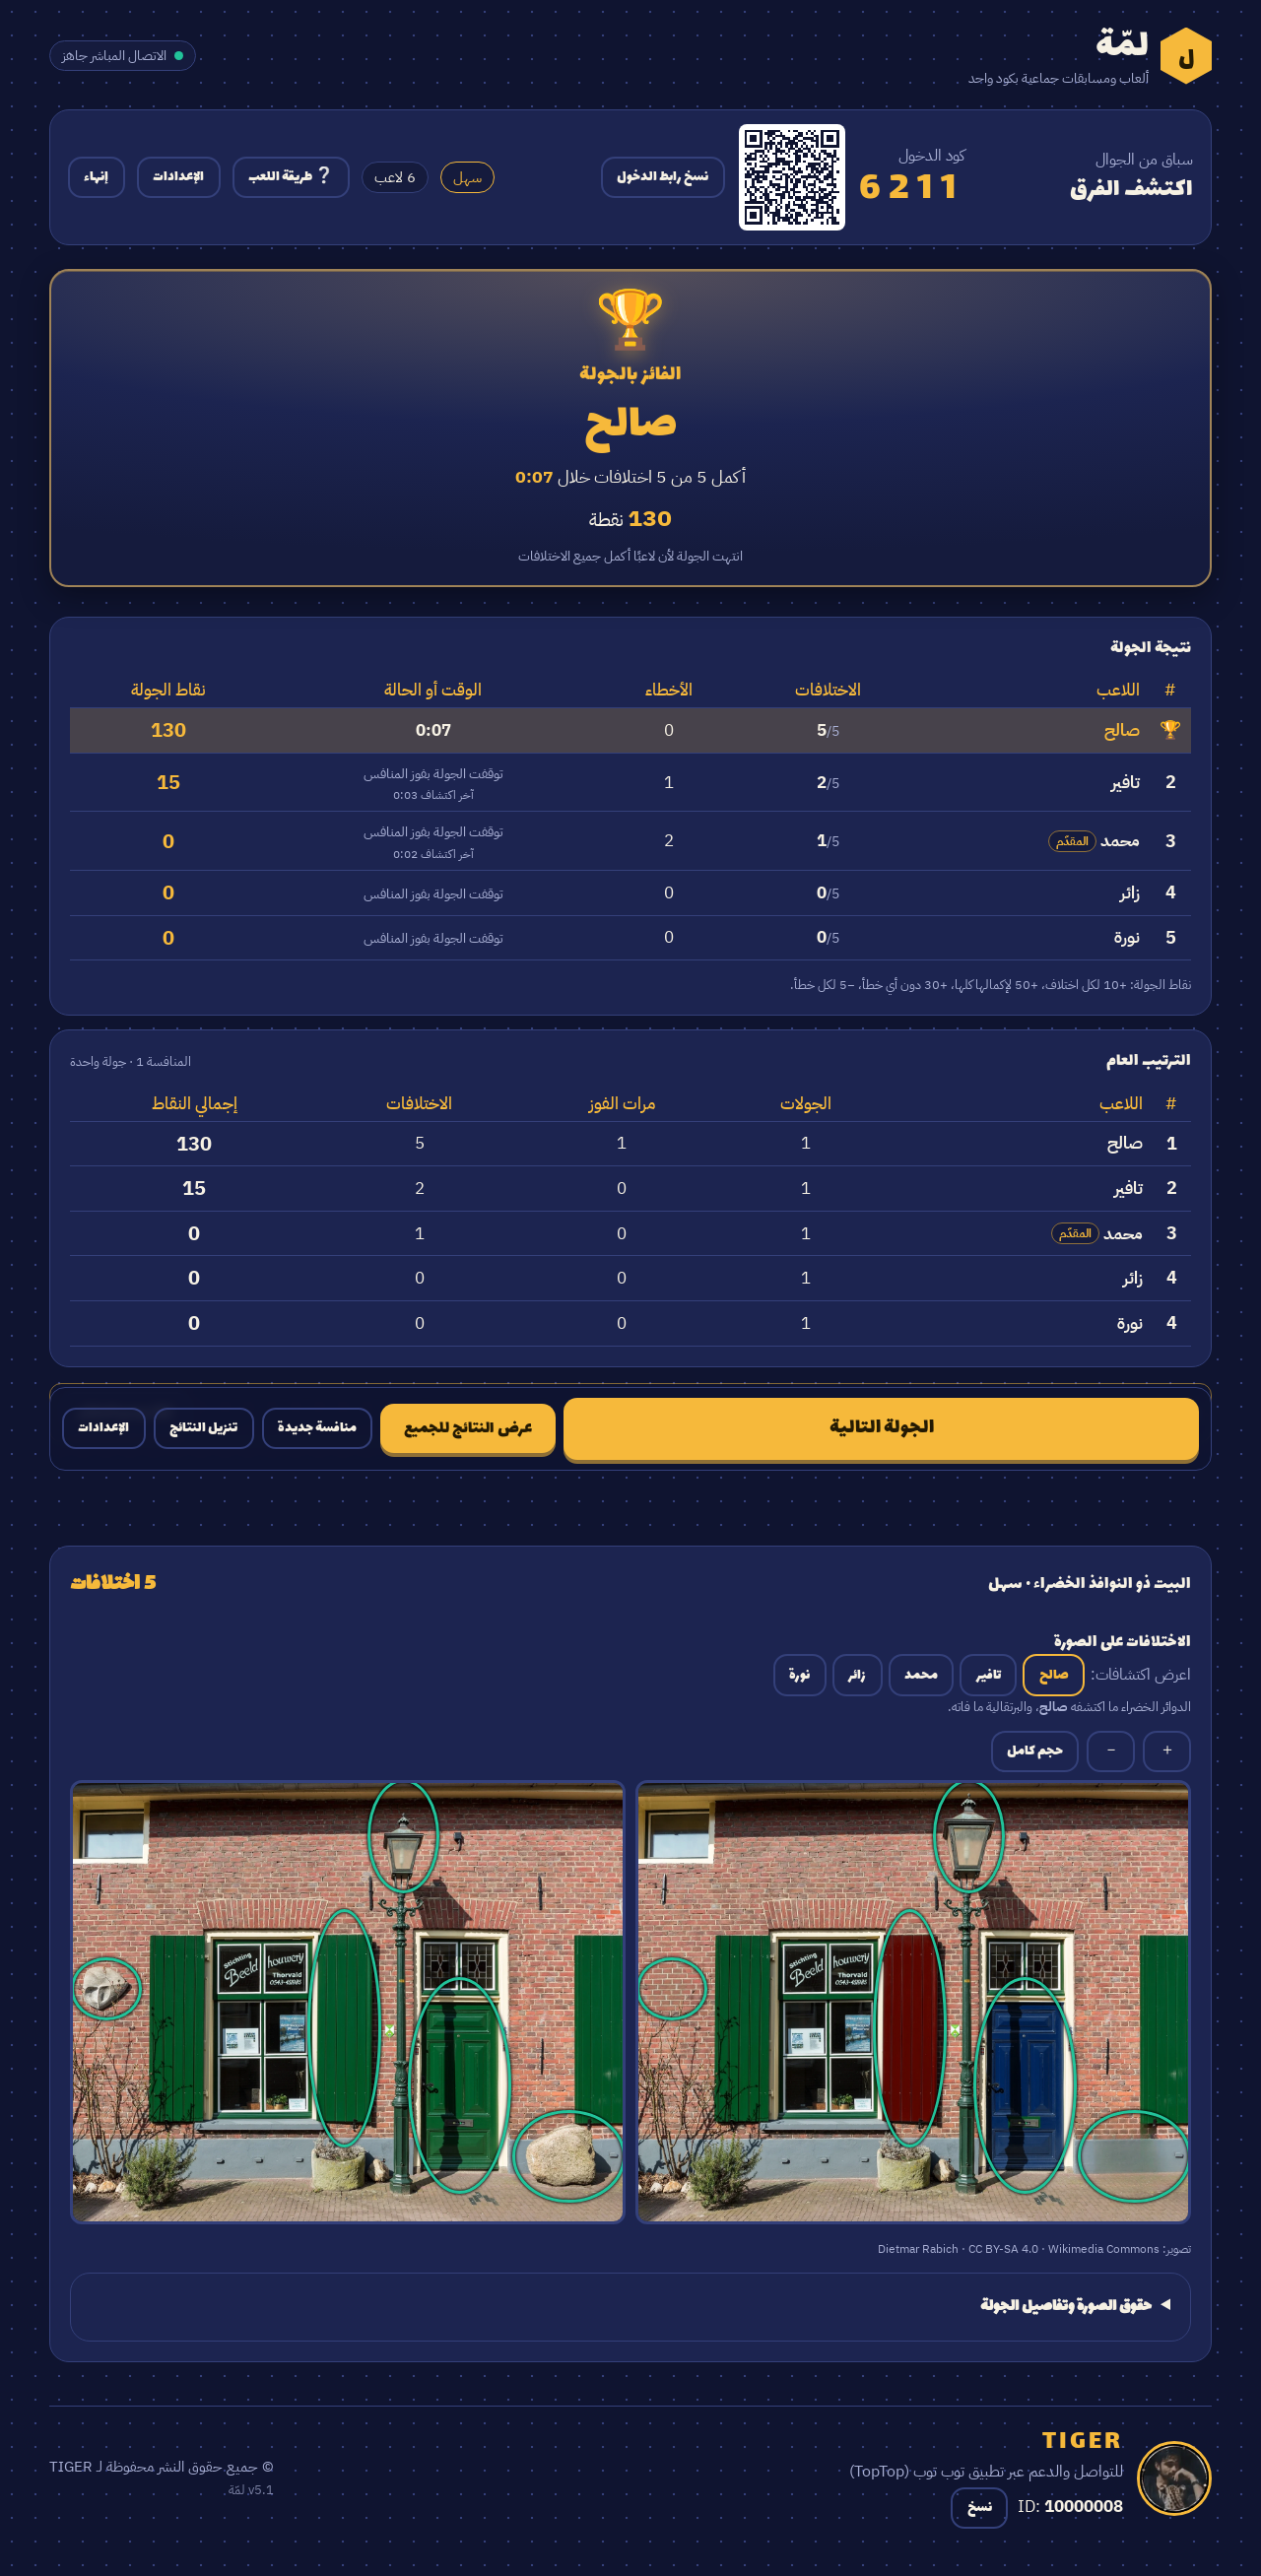 ل
لمّة
ألعاب ومسابقات جماعية بكود واحد
الاتصال المباشر جاهز
سباق من الجوال
اكتشف الفرق
كود الدخول
6211
نسخ رابط الدخول
سهل
6 لاعب
❔ طريقة اللعب
الإعدادات
إنهاء
الفائز بالجولة
صالح
أكمل 5 من 5 اختلافات خلال 0:07
130 نقطة
انتهت الجولة لأن لاعبًا أكمل جميع الاختلافات
نتيجة الجولة
# اللاعب الاختلافات الأخطاء الوقت أو الحالة نقاط الجولة
🏆 صالح 5/5 0 0:07 130
2 تافير 2/5 1 توقفت الجولة بفوز المنافس 15
آخر اكتشاف 0:03
3 محمد المقدّم 1/5 2 توقفت الجولة بفوز المنافس 0
آخر اكتشاف 0:02
4 زائر 0/5 0 توقفت الجولة بفوز المنافس 0
5 نورة 0/5 0 توقفت الجولة بفوز المنافس 0
نقاط الجولة: +10 لكل اختلاف، +50 لإكمالها كلها، +30 دون أي خطأ، −5 لكل خطأ.
الترتيب العام
المنافسة 1 · جولة واحدة
# اللاعب الجولات مرات الفوز الاختلافات إجمالي النقاط
1 صالح 1 1 5 130
2 تافير 1 0 2 15
3 محمد المقدّم 1 0 1 0
4 زائر 1 0 0 0
4 نورة 1 0 0 0
الجولة التالية
عرض النتائج للجميع
منافسة جديدة
تنزيل النتائج
الإعدادات
البيت ذو النوافذ الخضراء · سهل
5 اختلافات
الاختلافات على الصورة
اعرض اكتشافات: صالح تافير محمد زائر نورة
الدوائر الخضراء ما اكتشفه صالح، والبرتقالية ما فاته.
+ − حجم كامل
Stichting
Beeld houwery
Thorvald
Stichting
Beeld houwery
Thorvald
تصوير: Dietmar Rabich · CC BY-SA 4.0 · Wikimedia Commons
حقوق الصورة وتفاصيل الجولة
TIGER
للتواصل والدعم عبر تطبيق توب توب (TopTop)
ID: 10000008 نسخ
© جميع حقوق النشر محفوظة لـ TIGER
لمّة v5.1